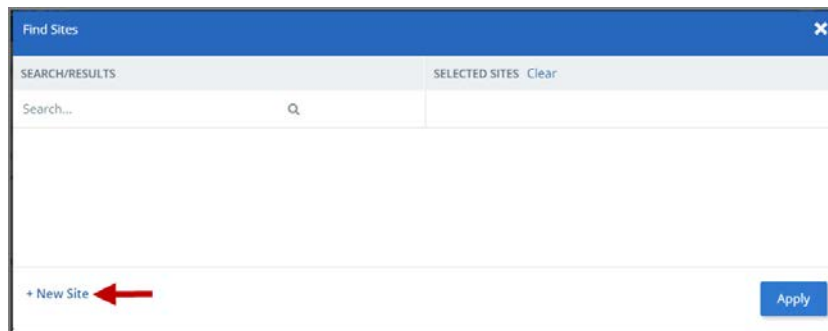 Find Sites
SEARCH/RESULTS
SELECTED SITES Clear
Search...
+ New Site
Apply